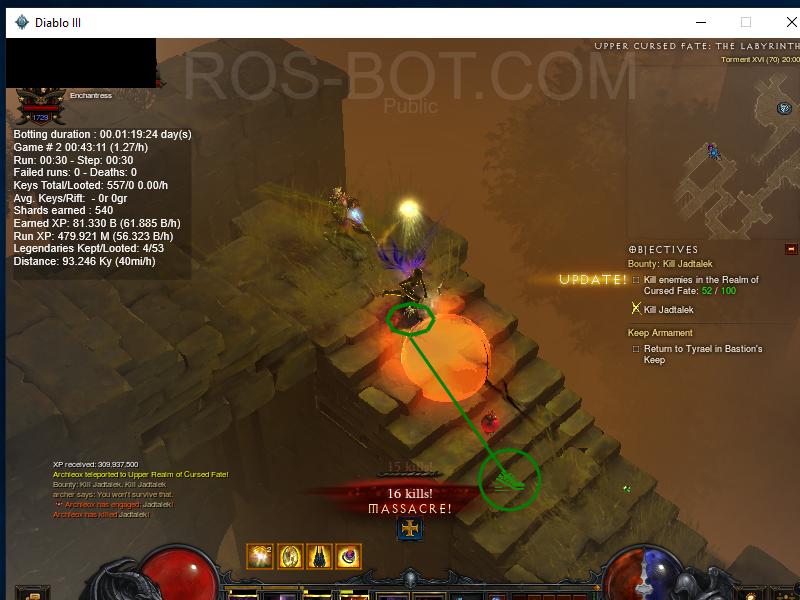 Diablo III
ROS-BOT.COM
Public
UPPER CURSED FATE: THE LABYRINTH
Torment XVI (70) 20:00
Enchantress
1729
Botting duration : 00.01:19:24 day(s)
Game # 2 00:43:11 (1.27/h)
Run: 00:30 - Step: 00:30
Failed runs: 0 - Deaths: 0
Keys Total/Looted: 557/0 0.00/h
Avg. Keys/Rift: - 0r 0gr
Shards earned : 540
Earned XP: 81.330 B (61.885 B/h)
Run XP: 479.921 M (56.323 B/h)
Legendaries Kept/Looted: 4/53
Distance: 93.246 Ky (40mi/h)
OBJECTIVES
Bounty: Kill Jadtalek
UPDATE!
Kill enemies in the Realm of
Cursed Fate: 52 / 100
Kill Jadtalek
Keep Armament
Return to Tyrael in Bastion's
Keep
XP received: 309,937,500
Archleox teleported to Upper Realm of Cursed Fate!
Bounty: Kill Jadtalek, Kill Jadtalek
archer says: You won't survive that.
Archleox has engaged Jadtalek!
Archleox has killed Jadtalek!
15 kills!
16 kills!
MASSACRE!
2